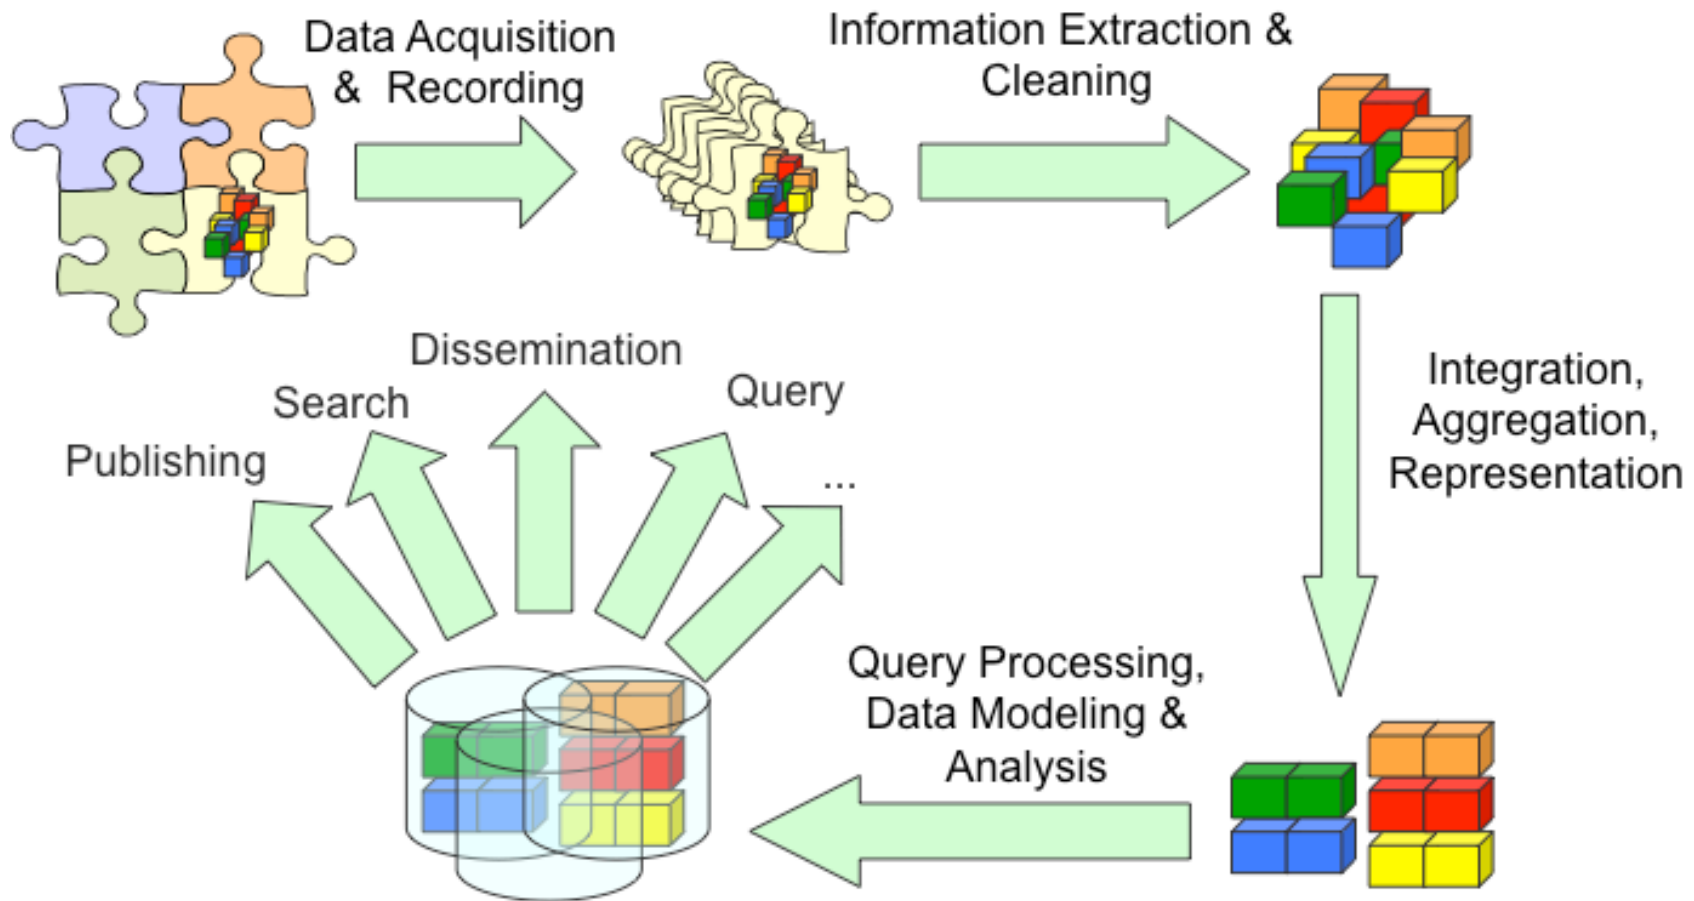 Data Acquisition
& Recording
Information Extraction &
Cleaning
Integration,
Aggregation,
Representation
Query Processing,
Data Modeling &
Analysis
Publishing
Search
Dissemination
Query
...